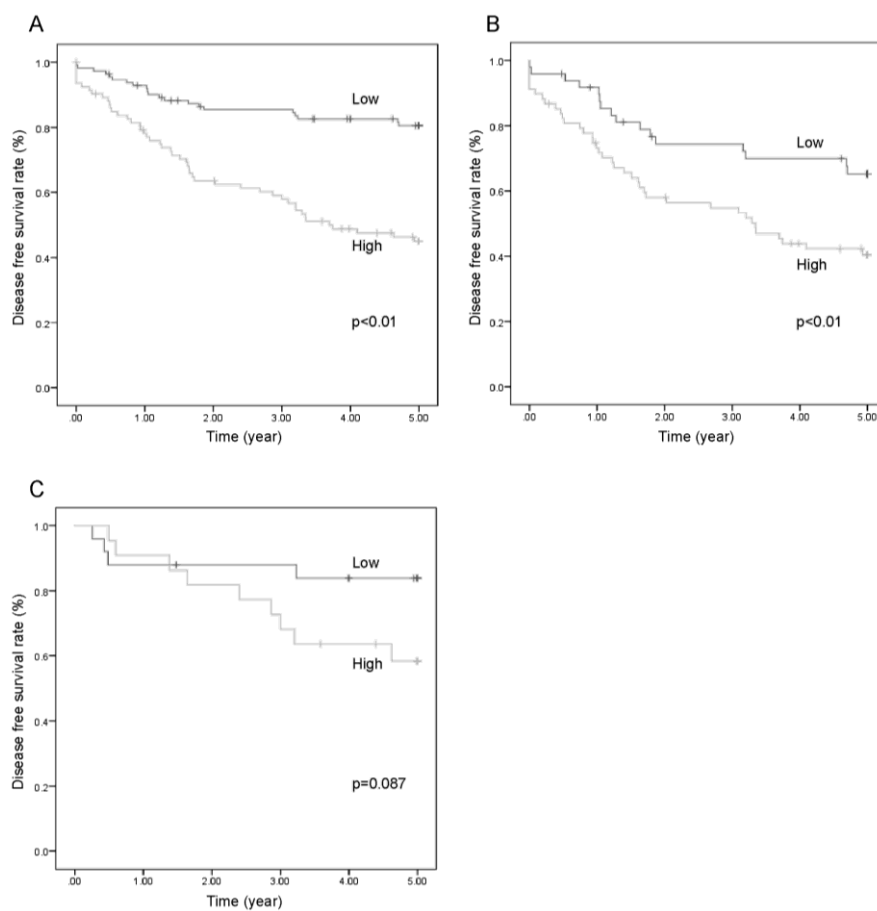 A
Disease free survival rate (%)
1.0
0.8
0.6
0.4
0.2
0.0
Low
High
p<0.01
.00 1.00 2.00 3.00 4.00 5.00
Time (year)
B
Disease free survival rate (%)
1.0
0.8
0.6
0.4
0.2
0.0
Low
High
p<0.01
.00 1.00 2.00 3.00 4.00 5.00
Time (year)
C
Disease free survival rate (%)
1.0
0.8
0.6
0.4
0.2
0.0
Low
High
p=0.087
.00 1.00 2.00 3.00 4.00 5.00
Time (year)